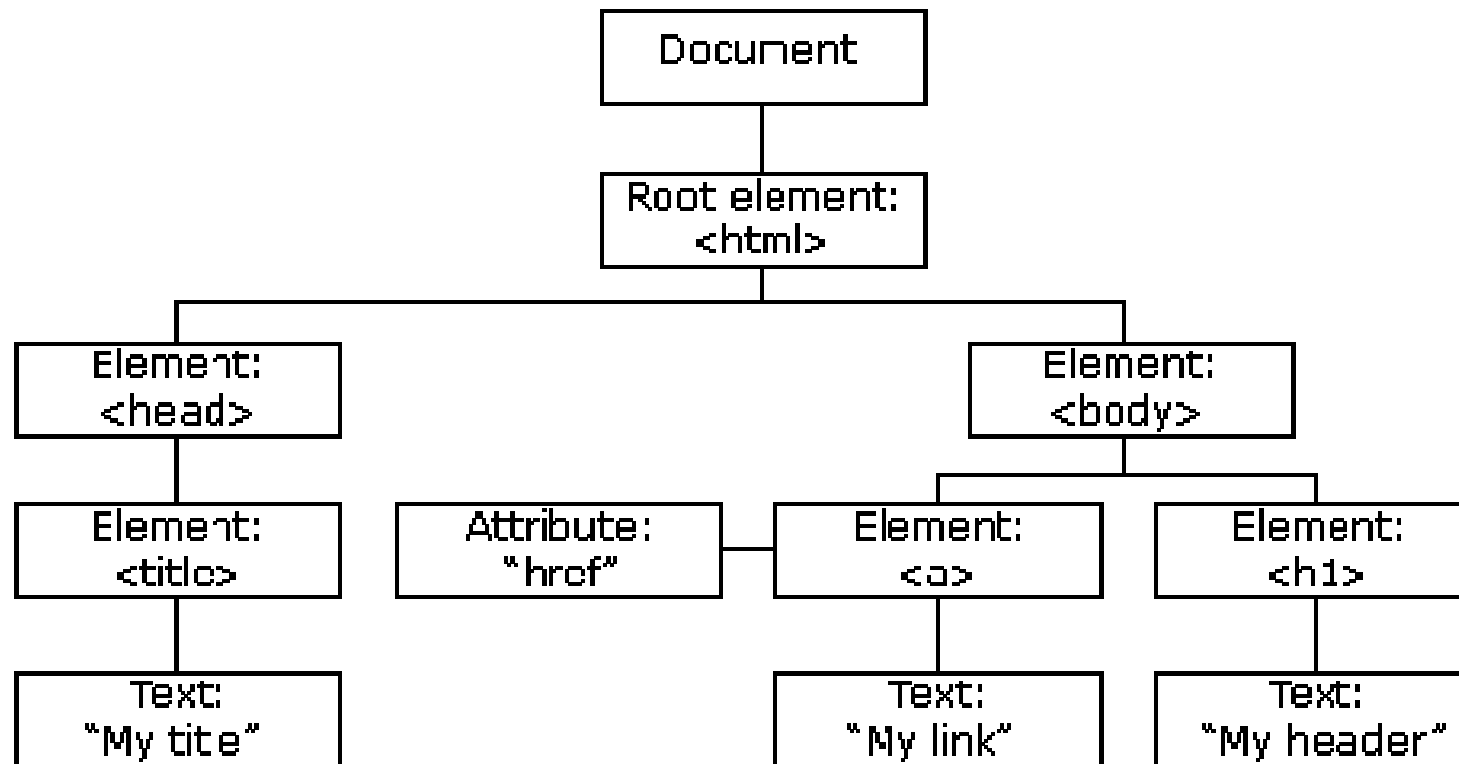 Document
Root element:
<html>
Element:
<head>
Element:
<body>
Element:
<title>
Attribute:
"href"
Element:
<a>
Element:
<h1>
Text:
"My title"
Text:
"My link"
Text:
"My header"